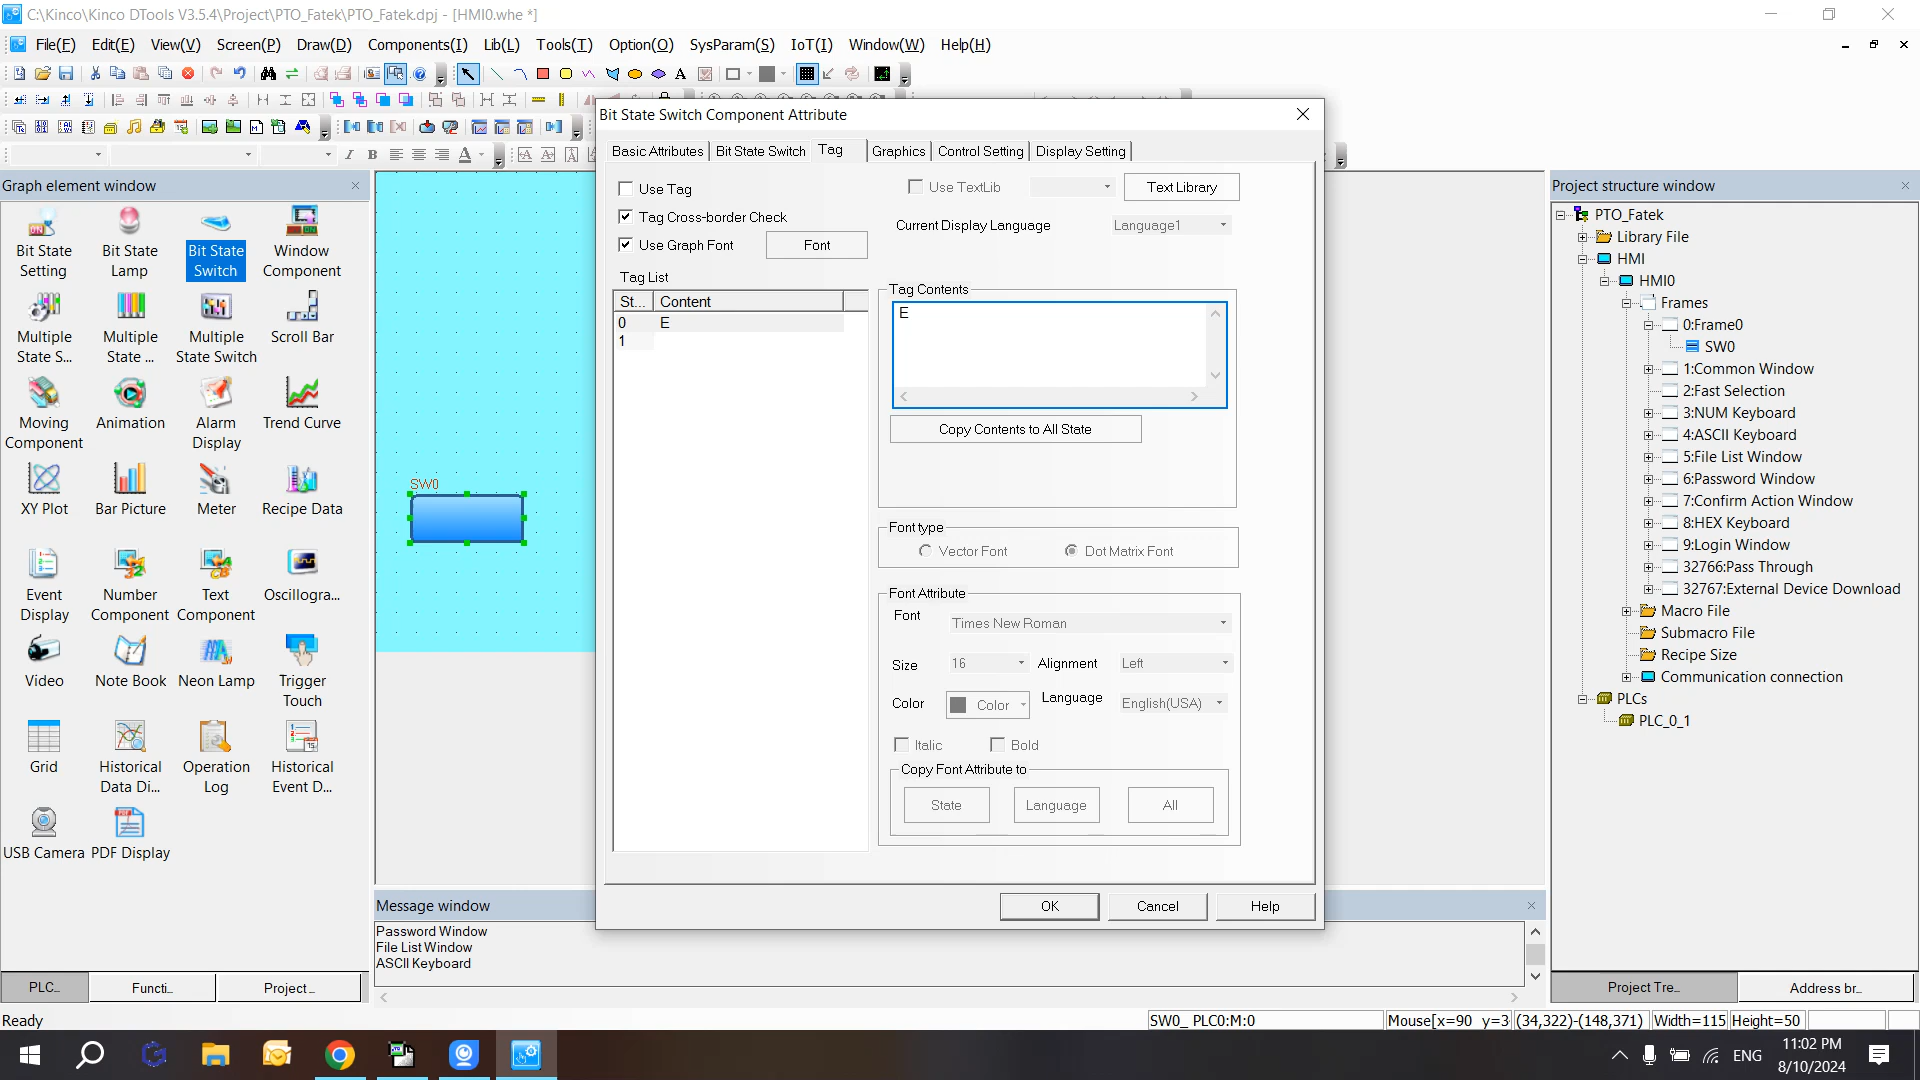 C:\Kinco\Kinco DTools V3.5.4\Project\PTO_Fatek\PTO_Fatek.dpj - [HMI0.whe *]
File(F) Edit(E) View(V) Screen(P) Draw(D) Components(I) Lib(L) Tools(T) Option(O) SysParam(S) IoT(I) Window(W) Help(H)
Graph element window
Bit State Setting
Bit State Lamp
Bit State Switch
Window Component
Multiple State S...
Multiple State ...
Multiple State Switch
Scroll Bar
Moving Component
Animation
Alarm Display
Trend Curve
XY Plot
Bar Picture
Meter
Recipe Data
Event Display
Number Component
Text Component
Oscillogra...
Video
Note Book
Neon Lamp
Trigger Touch
Grid
Historical Data Di...
Operation Log
Historical Event D...
USB Camera
PDF Display
PLC...
Functi...
Project ...
SW0
Bit State Switch Component Attribute
Basic Attributes
Bit State Switch
Tag
Graphics
Control Setting
Display Setting
Use Tag
Tag Cross-border Check
Use Graph Font
Font
Use TextLib
Text Library
Current Display Language
Language1
Tag List
St... Content
0 E
1
Tag Contents
E
Copy Contents to All State
Font type
Vector Font
Dot Matrix Font
Font Attribute
Font
Times New Roman
Size
16
Alignment
Left
Color
Color
Language
English(USA)
Italic
Bold
Copy Font Attribute to
State
Language
All
OK
Cancel
Help
Message window
Password Window
File List Window
ASCII Keyboard
Project structure window
PTO_Fatek
Library File
HMI
HMI0
Frames
0:Frame0
SW0
1:Common Window
2:Fast Selection
3:NUM Keyboard
4:ASCII Keyboard
5:File List Window
6:Password Window
7:Confirm Action Window
8:HEX Keyboard
9:Login Window
32766:Pass Through
32767:External Device Download
Macro File
Submacro File
Recipe Size
Communication connection
PLCs
PLC_0_1
Project Tre...
Address br...
Ready
SW0_ PLC0:M:0
Mouse[x=90 y=3
(34,322)-(148,371)
Width=115
Height=50
ENG
11:02 PM
8/10/2024